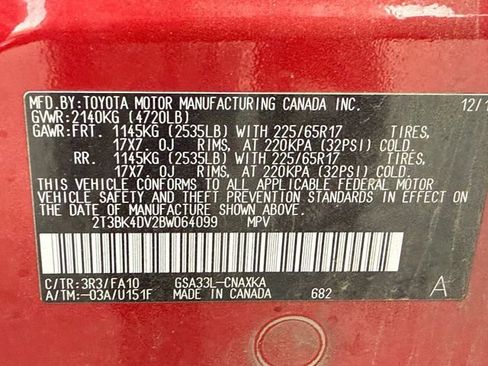 MFD.BY:TOYOTA MOTOR MANUFACTURING CANADA INC. 12/1
GVWR:2140KG (4720LB)
GAWR:FRT. 1145KG (2535LB) WITH 225/65R17 TIRES,
17X7.0J RIMS, AT 220KPA (32PSI) COLD.
RR. 1145KG (2535LB) WITH 225/65R17 TIRES,
17X7.0J RIMS, AT 220KPA (32PSI) COLD.
THIS VEHICLE CONFORMS TO ALL APPLICABLE FEDERAL MOTOR
VEHICLE SAFETY AND THEFT PREVENTION STANDARDS IN EFFECT
ON THE DATE OF MANUFACTURE SHOWN ABOVE.
2T3BK4DV2BW064099 MPV
C/TR:3R3/FA10 GSA33L-CNAXKA
A/TM:-03A/U151F MADE IN CANADA 682 A